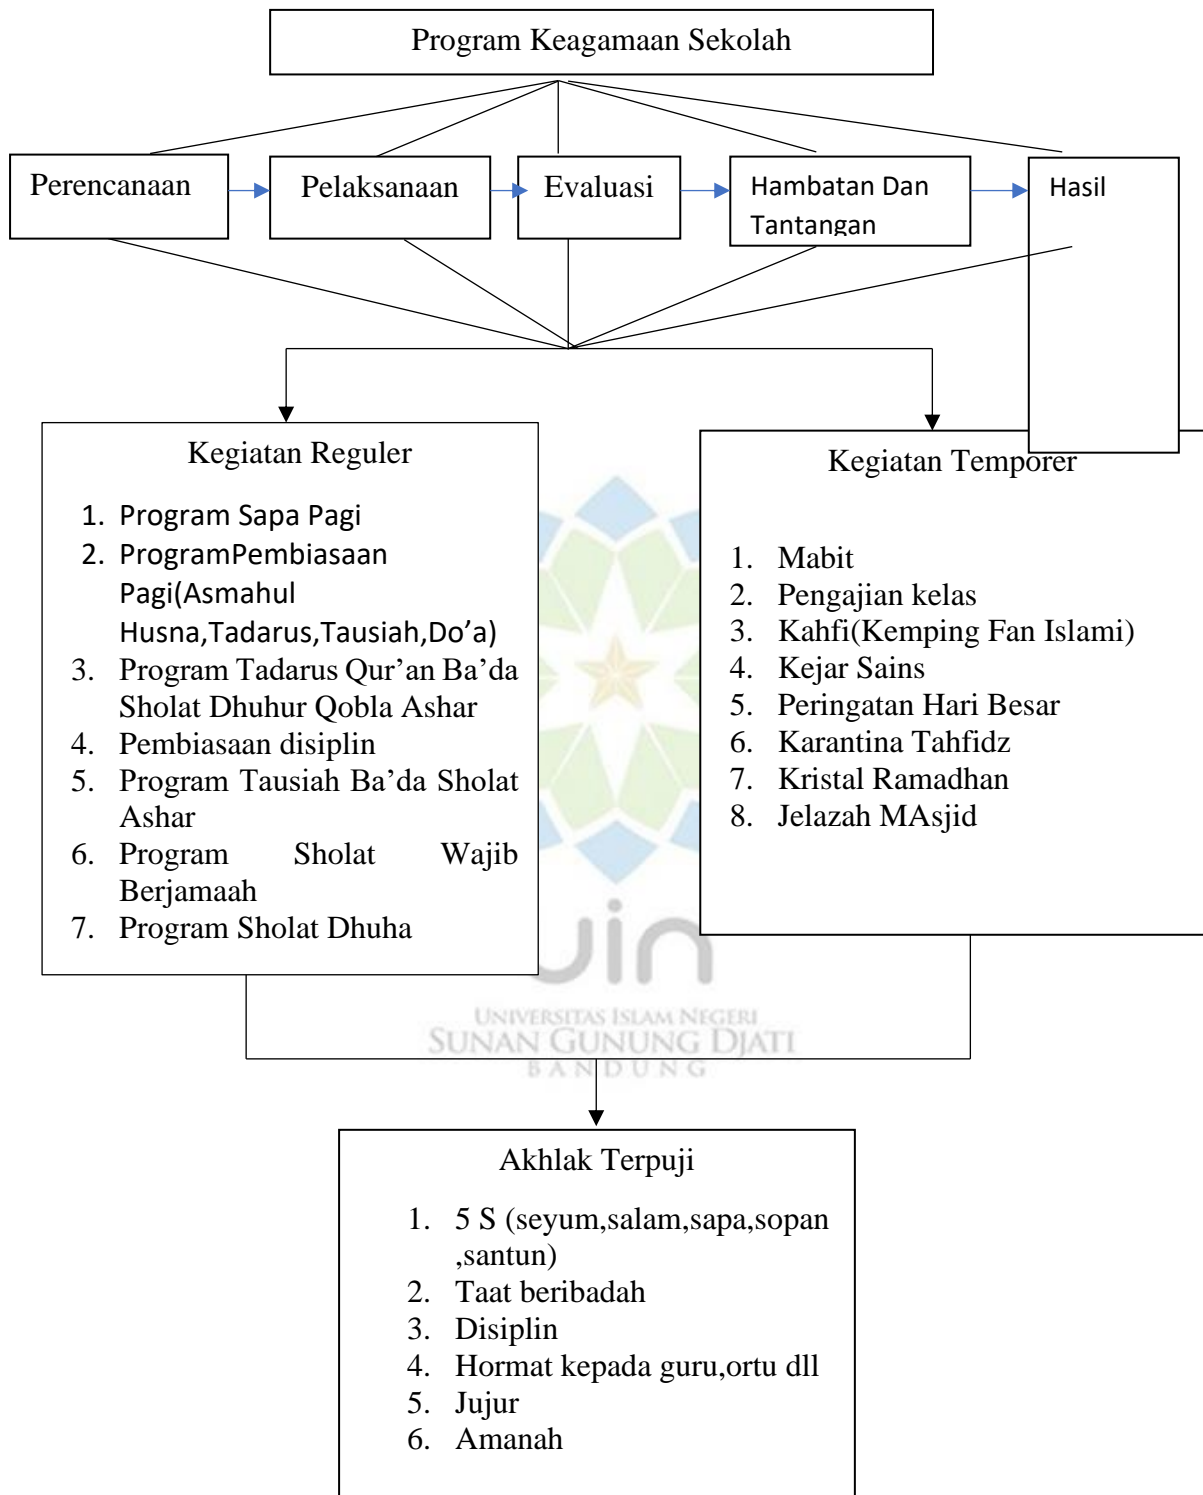 Program Keagamaan Sekolah
Perencanaan
Pelaksanaan
Evaluasi
Hambatan Dan
Tantangan
Hasil
Kegiatan Reguler
1. Program Sapa Pagi
2. ProgramPembiasaan
Pagi(Asmahul
Husna,Tadarus,Tausiah,Do’a)
3. Program Tadarus Qur’an Ba’da
Sholat Dhuhur Qobla Ashar
4. Pembiasaan disiplin
5. Program Tausiah Ba’da Sholat
Ashar
6. Program Sholat Wajib
Berjamaah
7. Program Sholat Dhuha
Kegiatan Temporer
1. Mabit
2. Pengajian kelas
3. Kahfi(Kemping Fan Islami)
4. Kejar Sains
5. Peringatan Hari Besar
6. Karantina Tahfidz
7. Kristal Ramadhan
8. Jelazah MAsjid
uin
UNIVERSITAS ISLAM NEGERI
SUNAN GUNUNG DJATI
BANDUNG
Akhlak Terpuji
1. 5 S (seyum,salam,sapa,sopan
,santun)
2. Taat beribadah
3. Disiplin
4. Hormat kepada guru,ortu dll
5. Jujur
6. Amanah